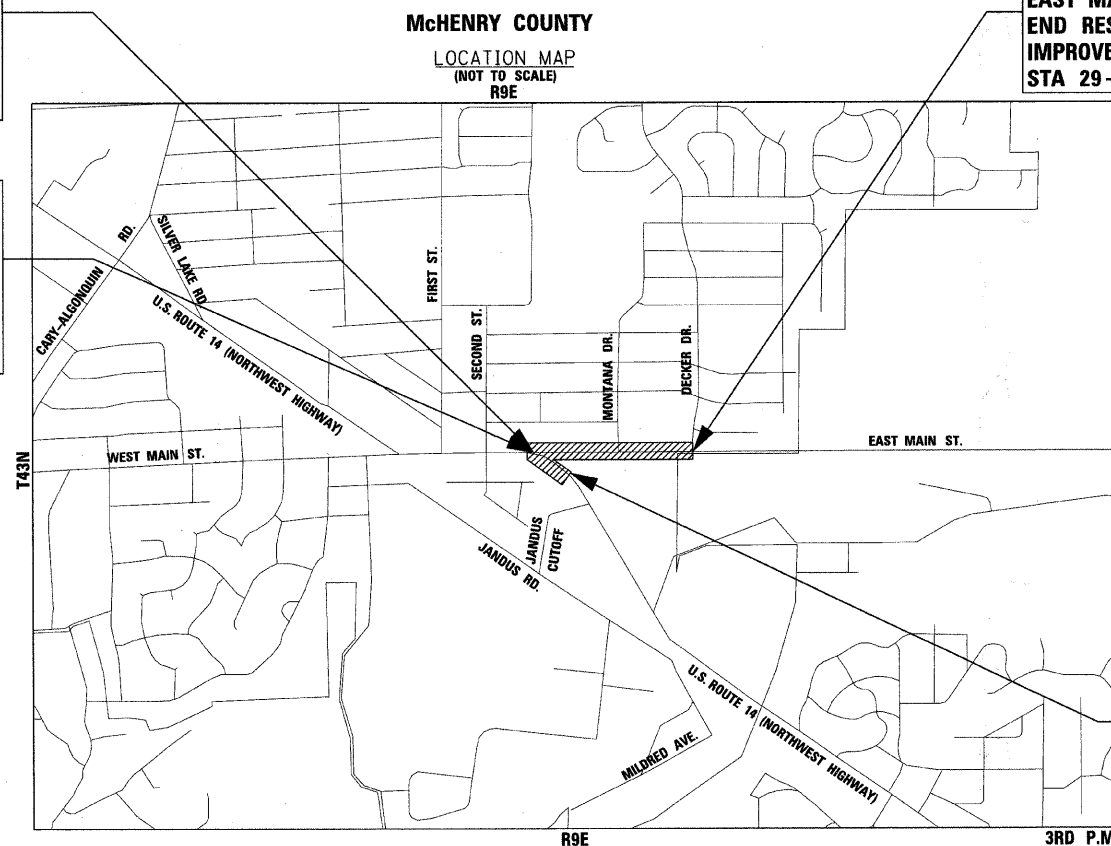 McHENRY COUNTY
LOCATION MAP
(NOT TO SCALE)
R9E
END RES
IMPROVE
STA 29-
CARY-ALGONQUIN RD.
SILVER LAKE RD.
U.S. ROUTE 14 (NORTHWEST HIGHWAY)
FIRST ST.
SECOND ST.
MONTANA DR.
DECKER DR.
T43N
WEST MAIN ST.
EAST MAIN ST.
JANDUS
CUTOFF
JANDUS RD.
U.S. ROUTE 14 (NORTHWEST HIGHWAY)
MILDRED AVE.
R9E
3RD P.M